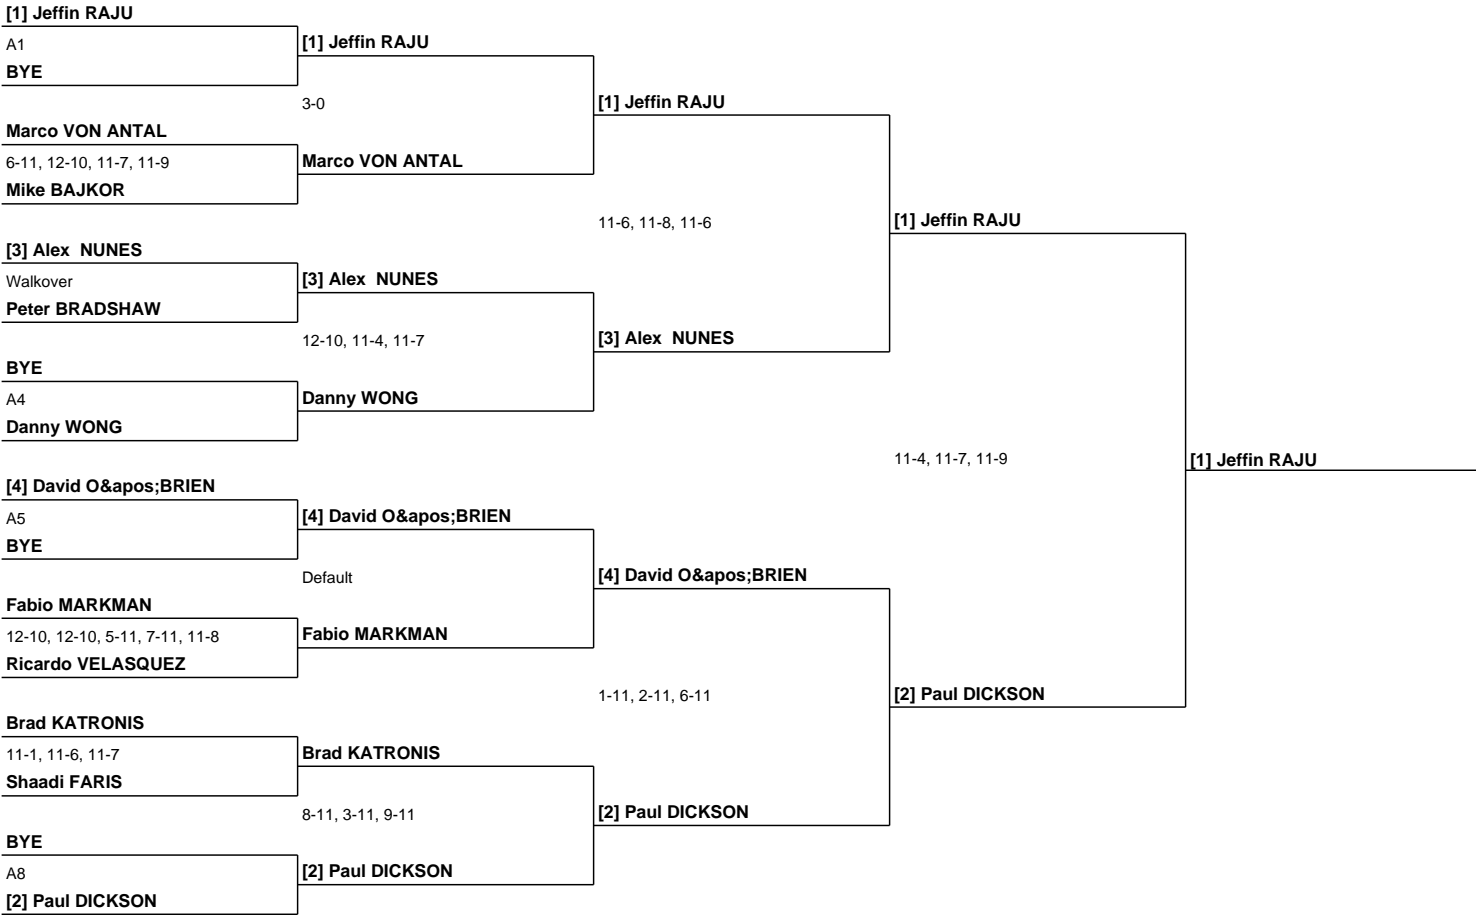 [1] Jeffin RAJU
A1
BYE
Marco VON ANTAL
6-11, 12-10, 11-7, 11-9
Mike BAJKOR
[3] Alex  NUNES
Walkover
Peter BRADSHAW
BYE
A4
Danny WONG
[4] David O&apos;BRIEN
A5
BYE
Fabio MARKMAN
12-10, 12-10, 5-11, 7-11, 11-8
Ricardo VELASQUEZ
Brad KATRONIS
11-1, 11-6, 11-7
Shaadi FARIS
BYE
A8
[2] Paul DICKSON
[1] Jeffin RAJU
3-0
Marco VON ANTAL
[3] Alex  NUNES
12-10, 11-4, 11-7
Danny WONG
[4] David O&apos;BRIEN
Default
Fabio MARKMAN
Brad KATRONIS
8-11, 3-11, 9-11
[2] Paul DICKSON
[1] Jeffin RAJU
11-6, 11-8, 11-6
[3] Alex  NUNES
[4] David O&apos;BRIEN
1-11, 2-11, 6-11
[2] Paul DICKSON
[1] Jeffin RAJU
11-4, 11-7, 11-9
[2] Paul DICKSON
[1] Jeffin RAJU